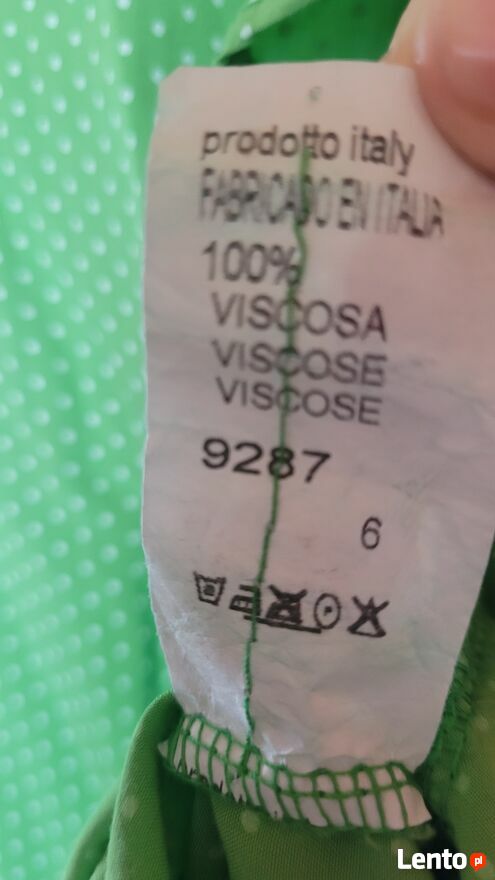 prodotto italy
FABRICADO EN ITALIA
100%
VISCOSA
VISCOSE
VISCOSE
9287
6
Lento pl